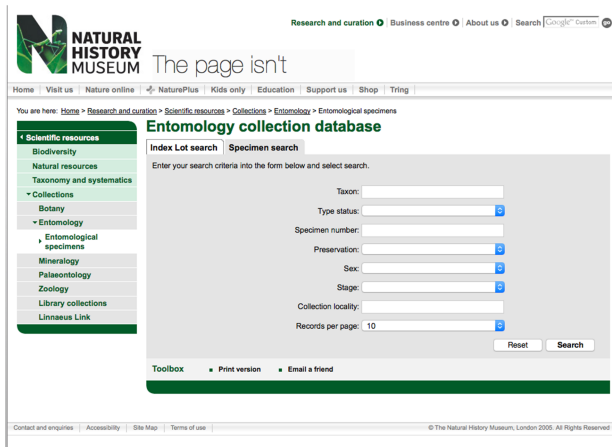 Research and curation | Business centre | About us | Search Google™ Custom go
NATURAL
HISTORY
MUSEUM
The page isn't
Home | Visit us | Nature online | NaturePlus | Kids only | Education | Support us | Shop | Tring
You are here: Home > Research and curation > Scientific resources > Collections > Entomology > Entomological specimens
Entomology collection database
Scientific resources
Biodiversity
Natural resources
Taxonomy and systematics
Collections
Botany
Entomology
Entomological
specimens
Mineralogy
Palaeontology
Zoology
Library collections
Linnaeus Link
Index Lot search Specimen search
Enter your search criteria into the form below and select search.
Taxon:
Type status:
Specimen number:
Preservation:
Sex:
Stage:
Collection locality:
Records per page: 10
Reset Search
Toolbox Print version Email a friend
Contact and enquiries | Accessibility | Site Map | Terms of use | © The Natural History Museum, London 2005. All Rights Reserved